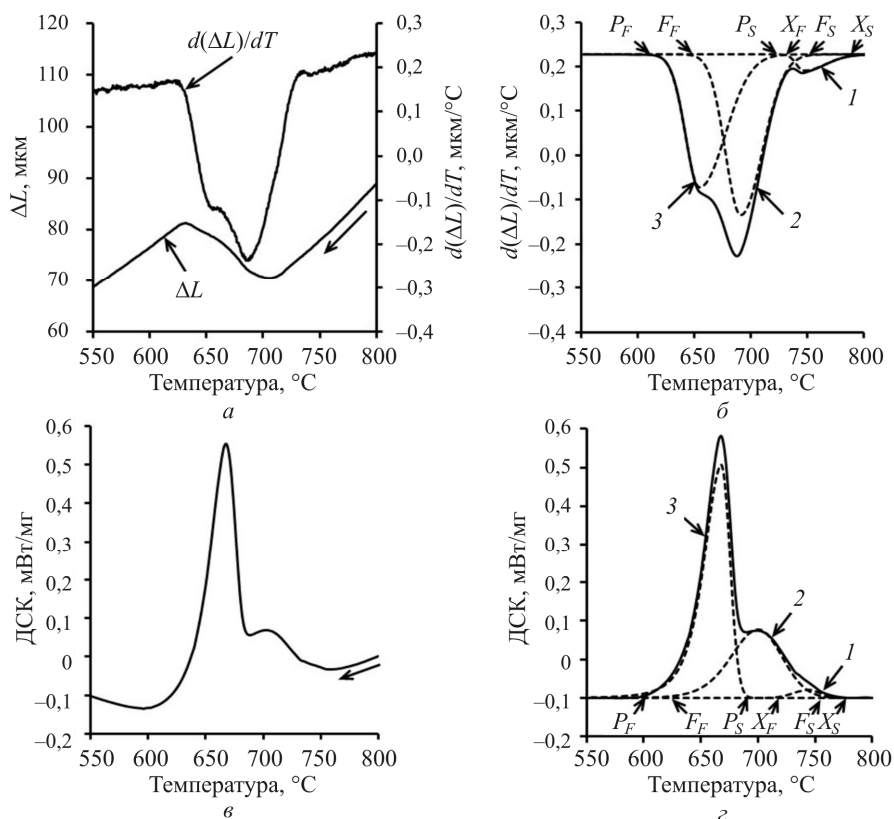 120
110
100
90
80
70
60
ΔL, мкм
d(ΔL)/dT
ΔL
0,3
0,2
0,1
0,0
–0,1
–0,2
–0,3
–0,4
d(ΔL)/dT, мкм/°C
550 600 650 700 750 800
Температура, °C
а
P_F F_F P_S X_F F_S X_S
0,3
0,2
0,1
0,0
–0,1
–0,2
–0,3
–0,4
d(ΔL)/dT, мкм/°C
1
2
3
550 600 650 700 750 800
Температура, °C
б
0,6
0,5
0,4
0,3
0,2
0,1
0
–0,1
–0,2
ДСК, мВт/мг
550 600 650 700 750 800
Температура, °C
в
0,6
0,5
0,4
0,3
0,2
0,1
0
–0,1
–0,2
ДСК, мВт/мг
3
2
1
P_F F_F P_S X_F F_S X_S
550 600 650 700 750 800
Температура, °C
г